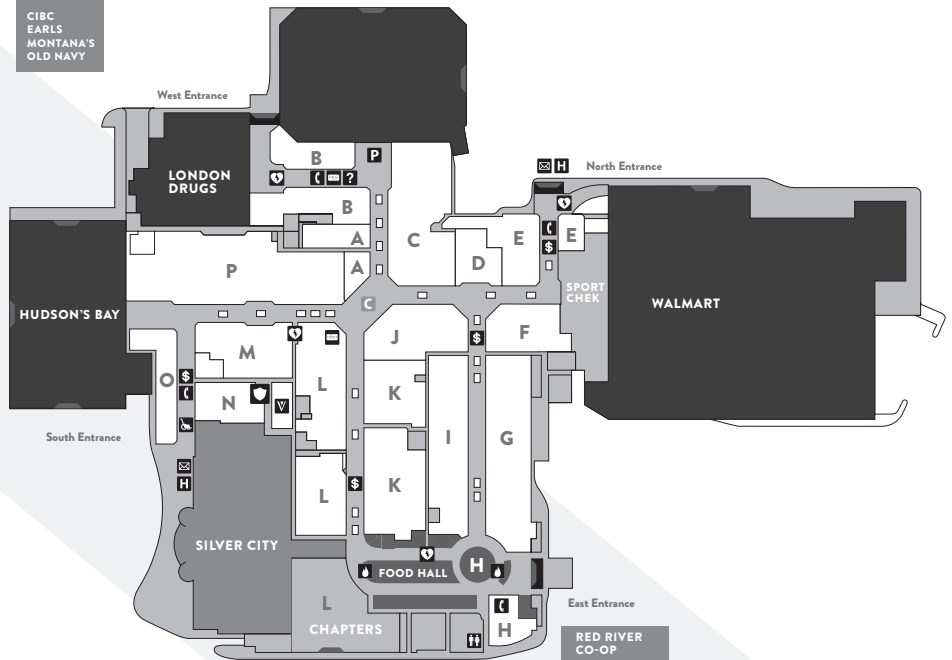 CIBC
EARLS
MONTANA'S
OLD NAVY
West Entrance
B
P
?
North Entrance
H
LONDON
DRUGS
B
A
C
E
E
$
P
A
D
SPORT
CHEK
HUDSON'S BAY
C
WALMART
J
$
F
M
O
$
L
K
N
V
I
G
South Entrance
H
L
$
K
SILVER CITY
FOOD HALL
H
L
CHAPTERS
H
East Entrance
RED RIVER
CO-OP